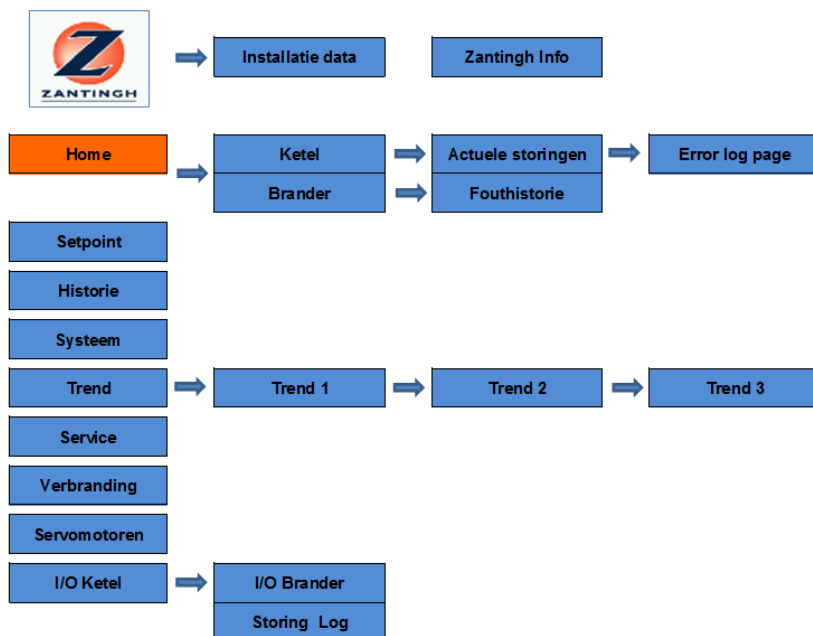 Z
ZANTINGH
Installatie data
Zantingh Info
Home
Ketel
Actuele storingen
Error log page
Brander
Fouthistorie
Setpoint
Historie
Systeem
Trend
Trend 1
Trend 2
Trend 3
Service
Verbranding
Servomotoren
I/O Ketel
I/O Brander
Storing Log